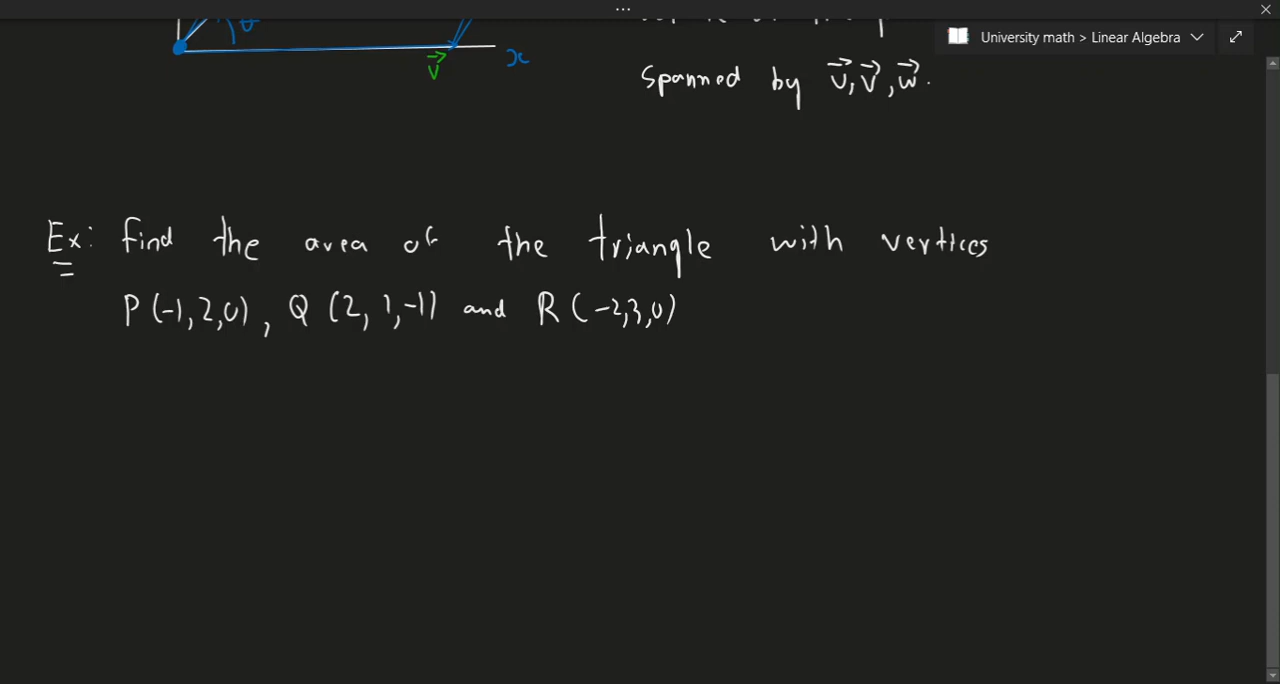 θ
x
v
University math > Linear Algebra
spanned by u, v, w.
Ex: find the area of the triangle with vertices
P(-1,2,0), Q(2,1,-1) and R(-2,3,0)